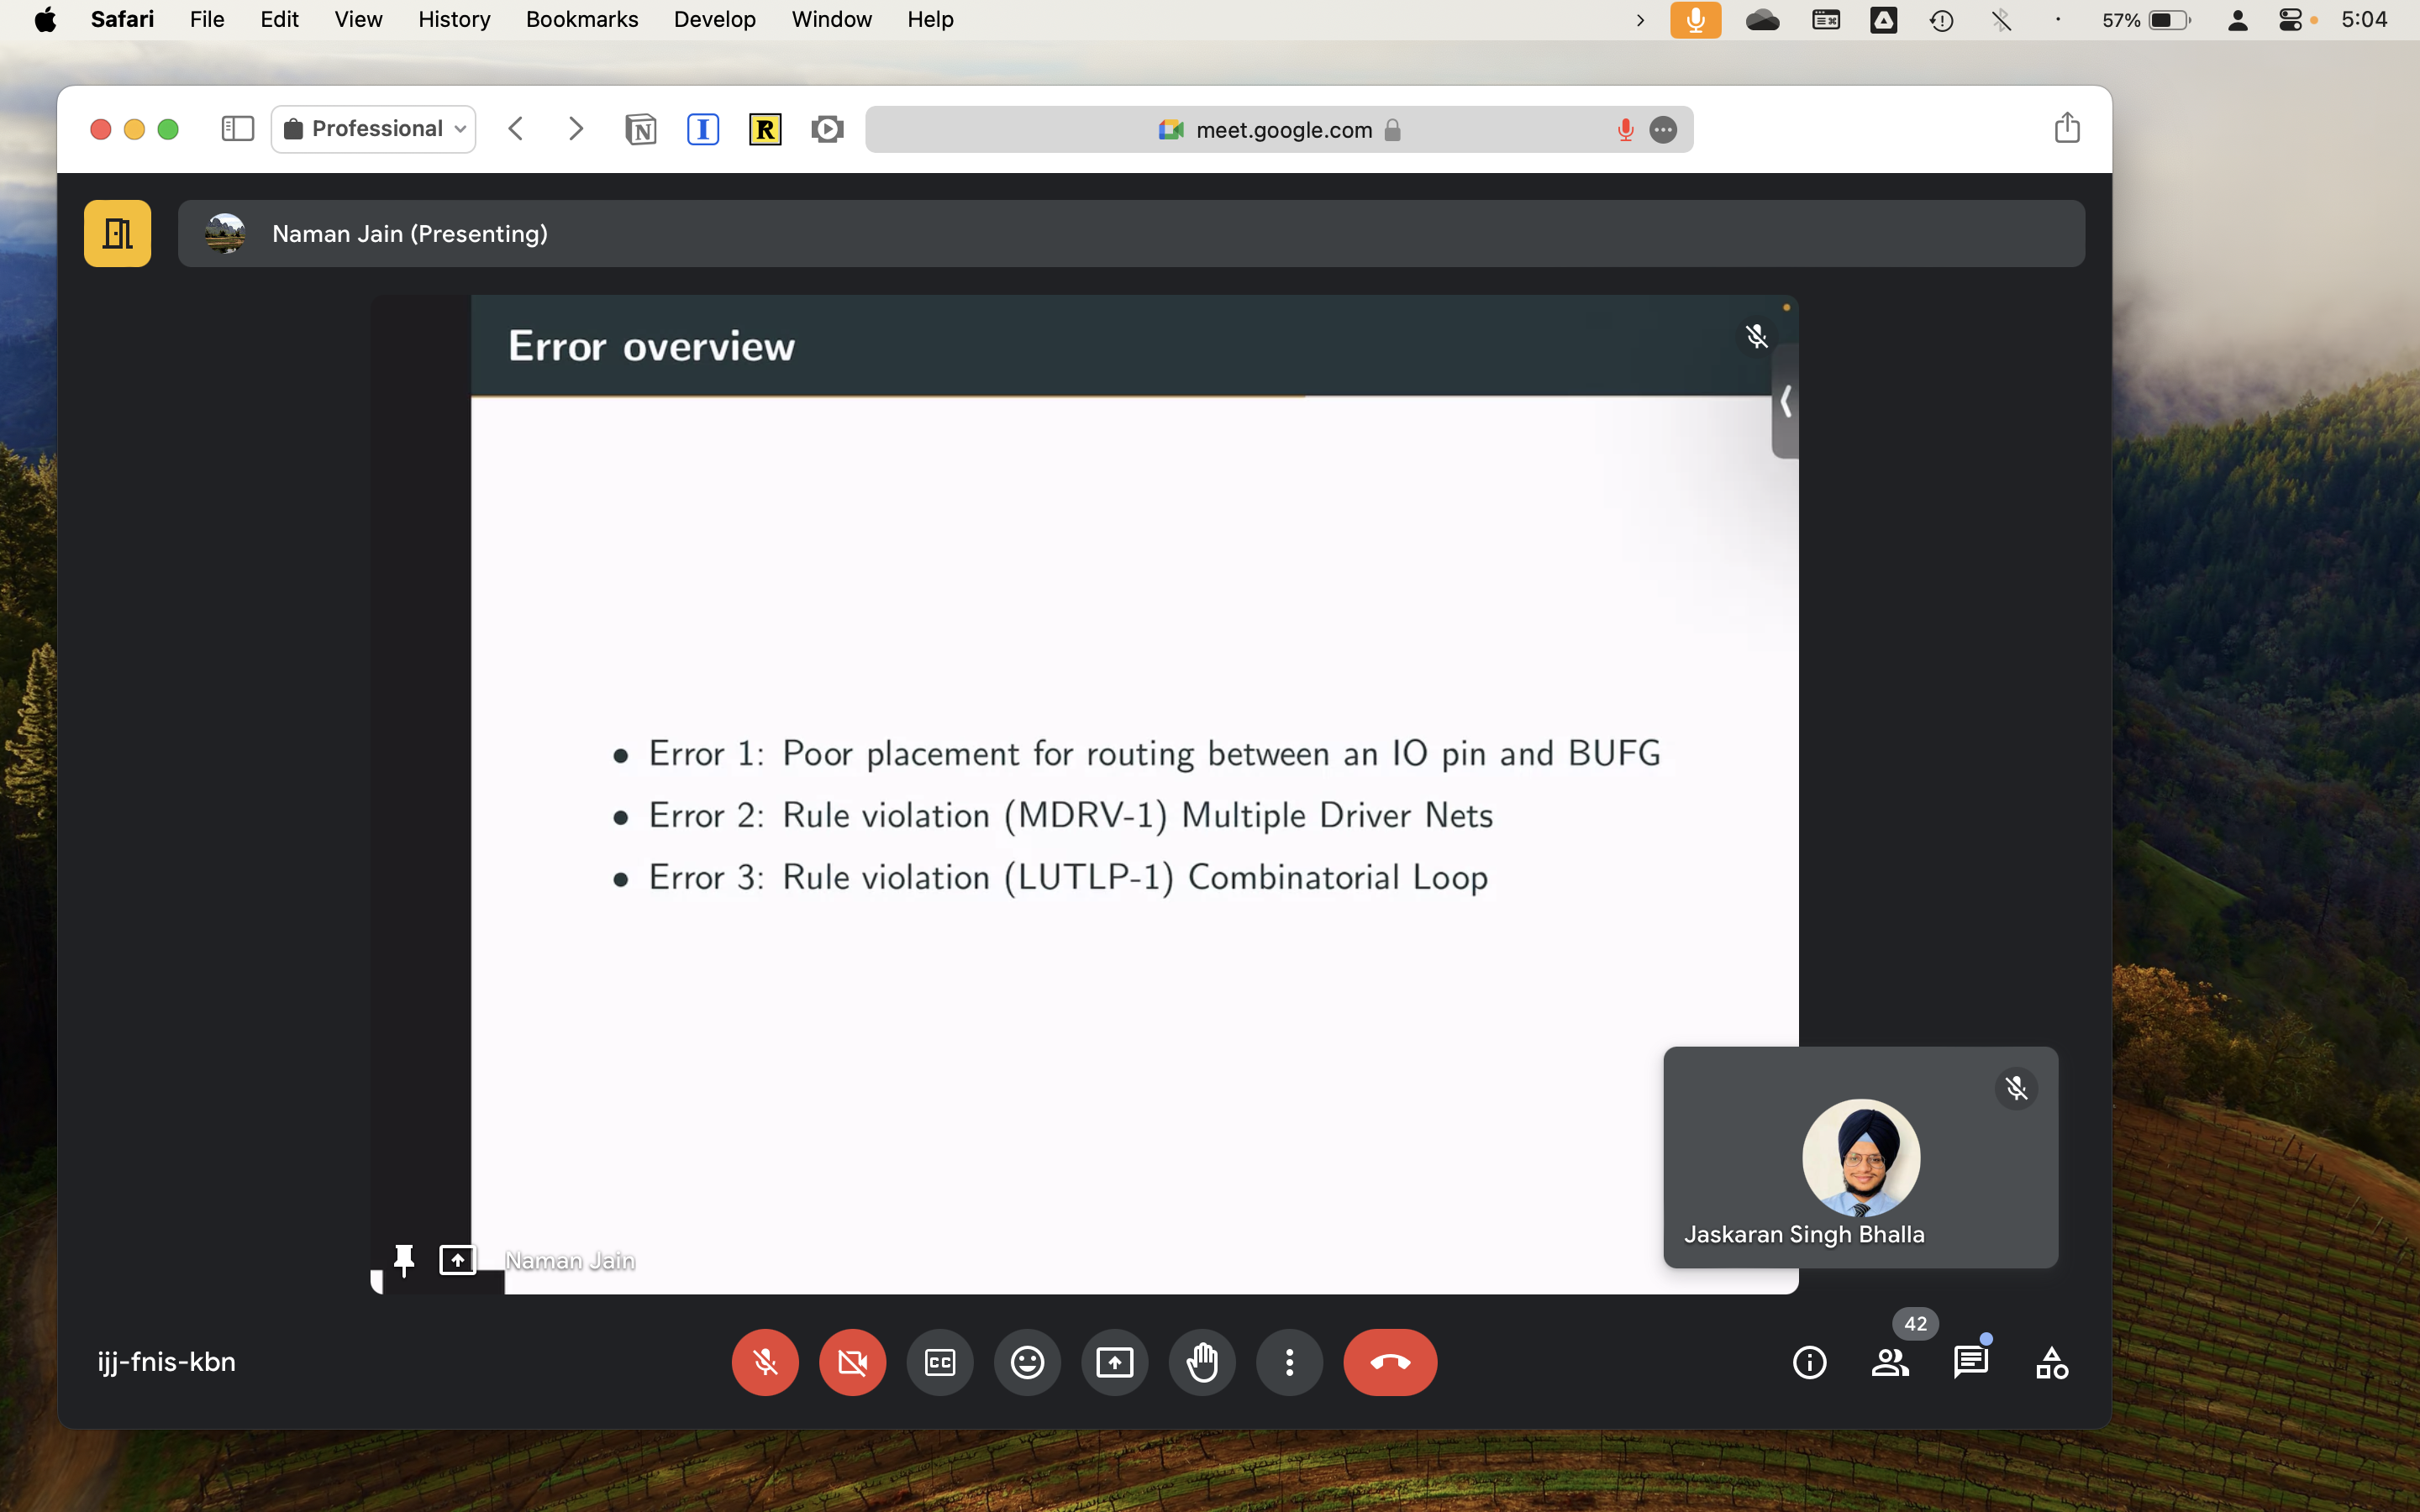 Safari File Edit View History Bookmarks Develop Window Help 57% 5:04
Professional meet.google.com
Naman Jain (Presenting)
Error overview
• Error 1: Poor placement for routing between an IO pin and BUFG
• Error 2: Rule violation (MDRV-1) Multiple Driver Nets
• Error 3: Rule violation (LUTLP-1) Combinatorial Loop
Jaskaran Singh Bhalla
Naman Jain
42
ijj-fnis-kbn CC